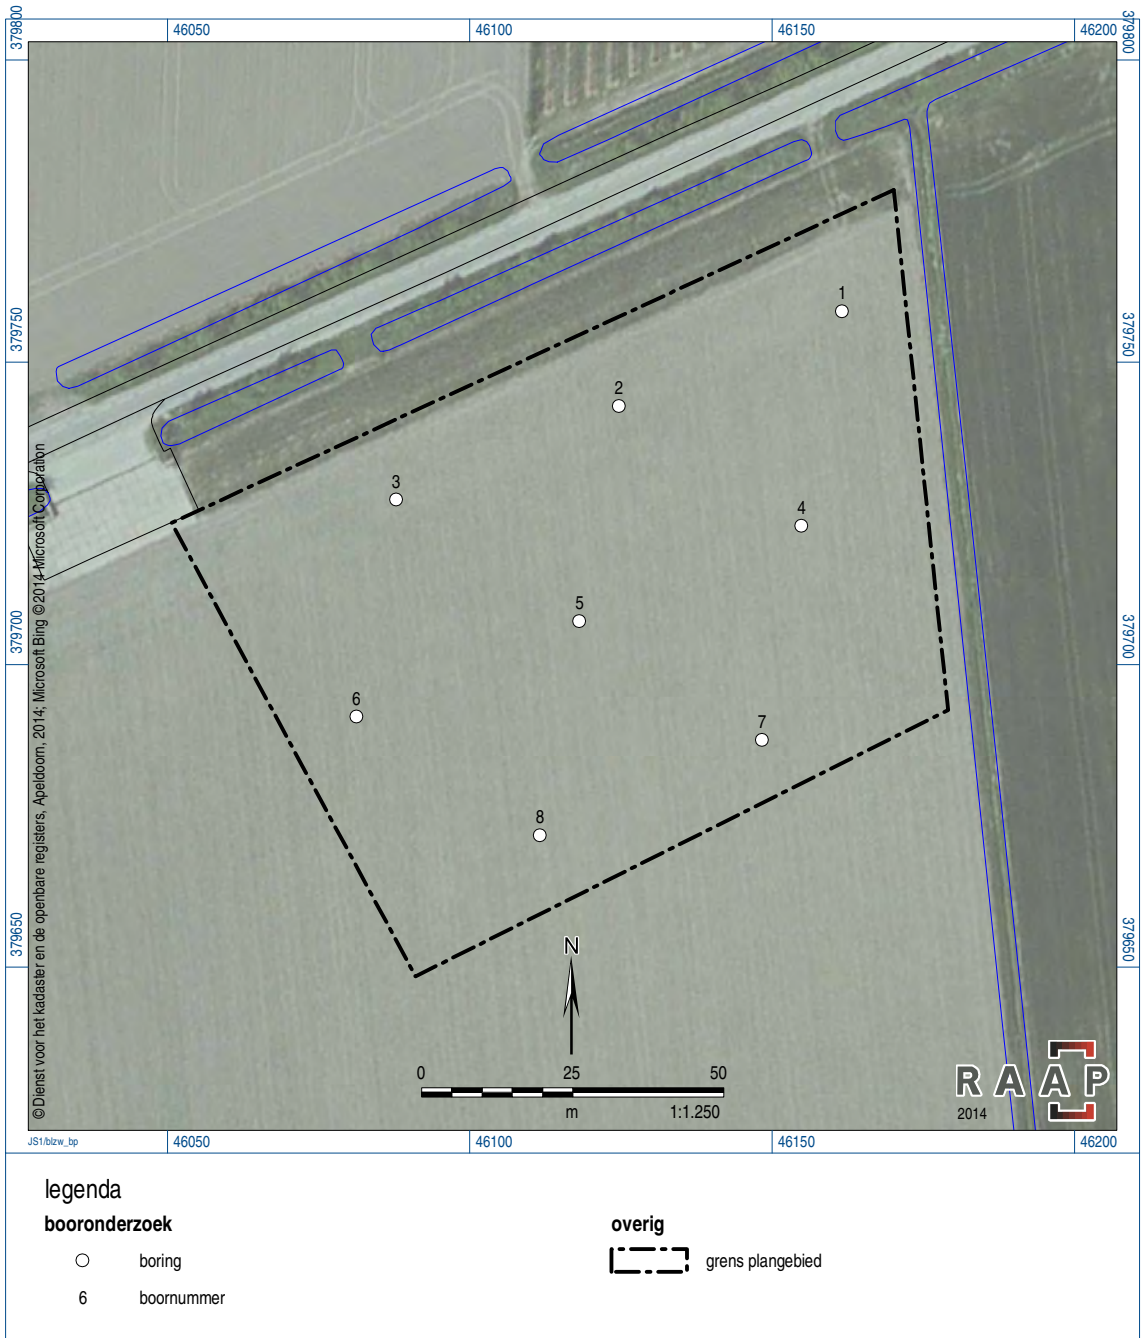 46050 46100 46150 46200
379800 379800
1
379750 379750
2
3
4
5
379700 379700
6
7
8
379650 379650
N
0 25 50
m 1:1.250
RAAP
2014
©Dienst voor het kadaster en de openbare registers, Apeldoorn, 2014; Microsoft Bing ©2014 Microsoft Corporation
JS1/blzw_bp
46050 46100 46150 46200
legenda
booronderzoek overig
boring grens plangebied
6 boornummer